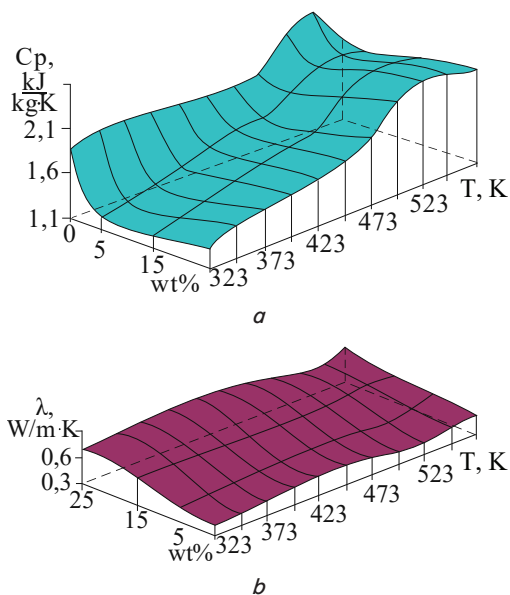 Cp,
kJ
kg·K
2,1
1,6
1,1
0
5
15
wt%
323
373
423
473
523
T, K
a
λ,
W/m·K
0,6
0,3
25
15
5
wt%
323
373
423
473
523
T, K
b